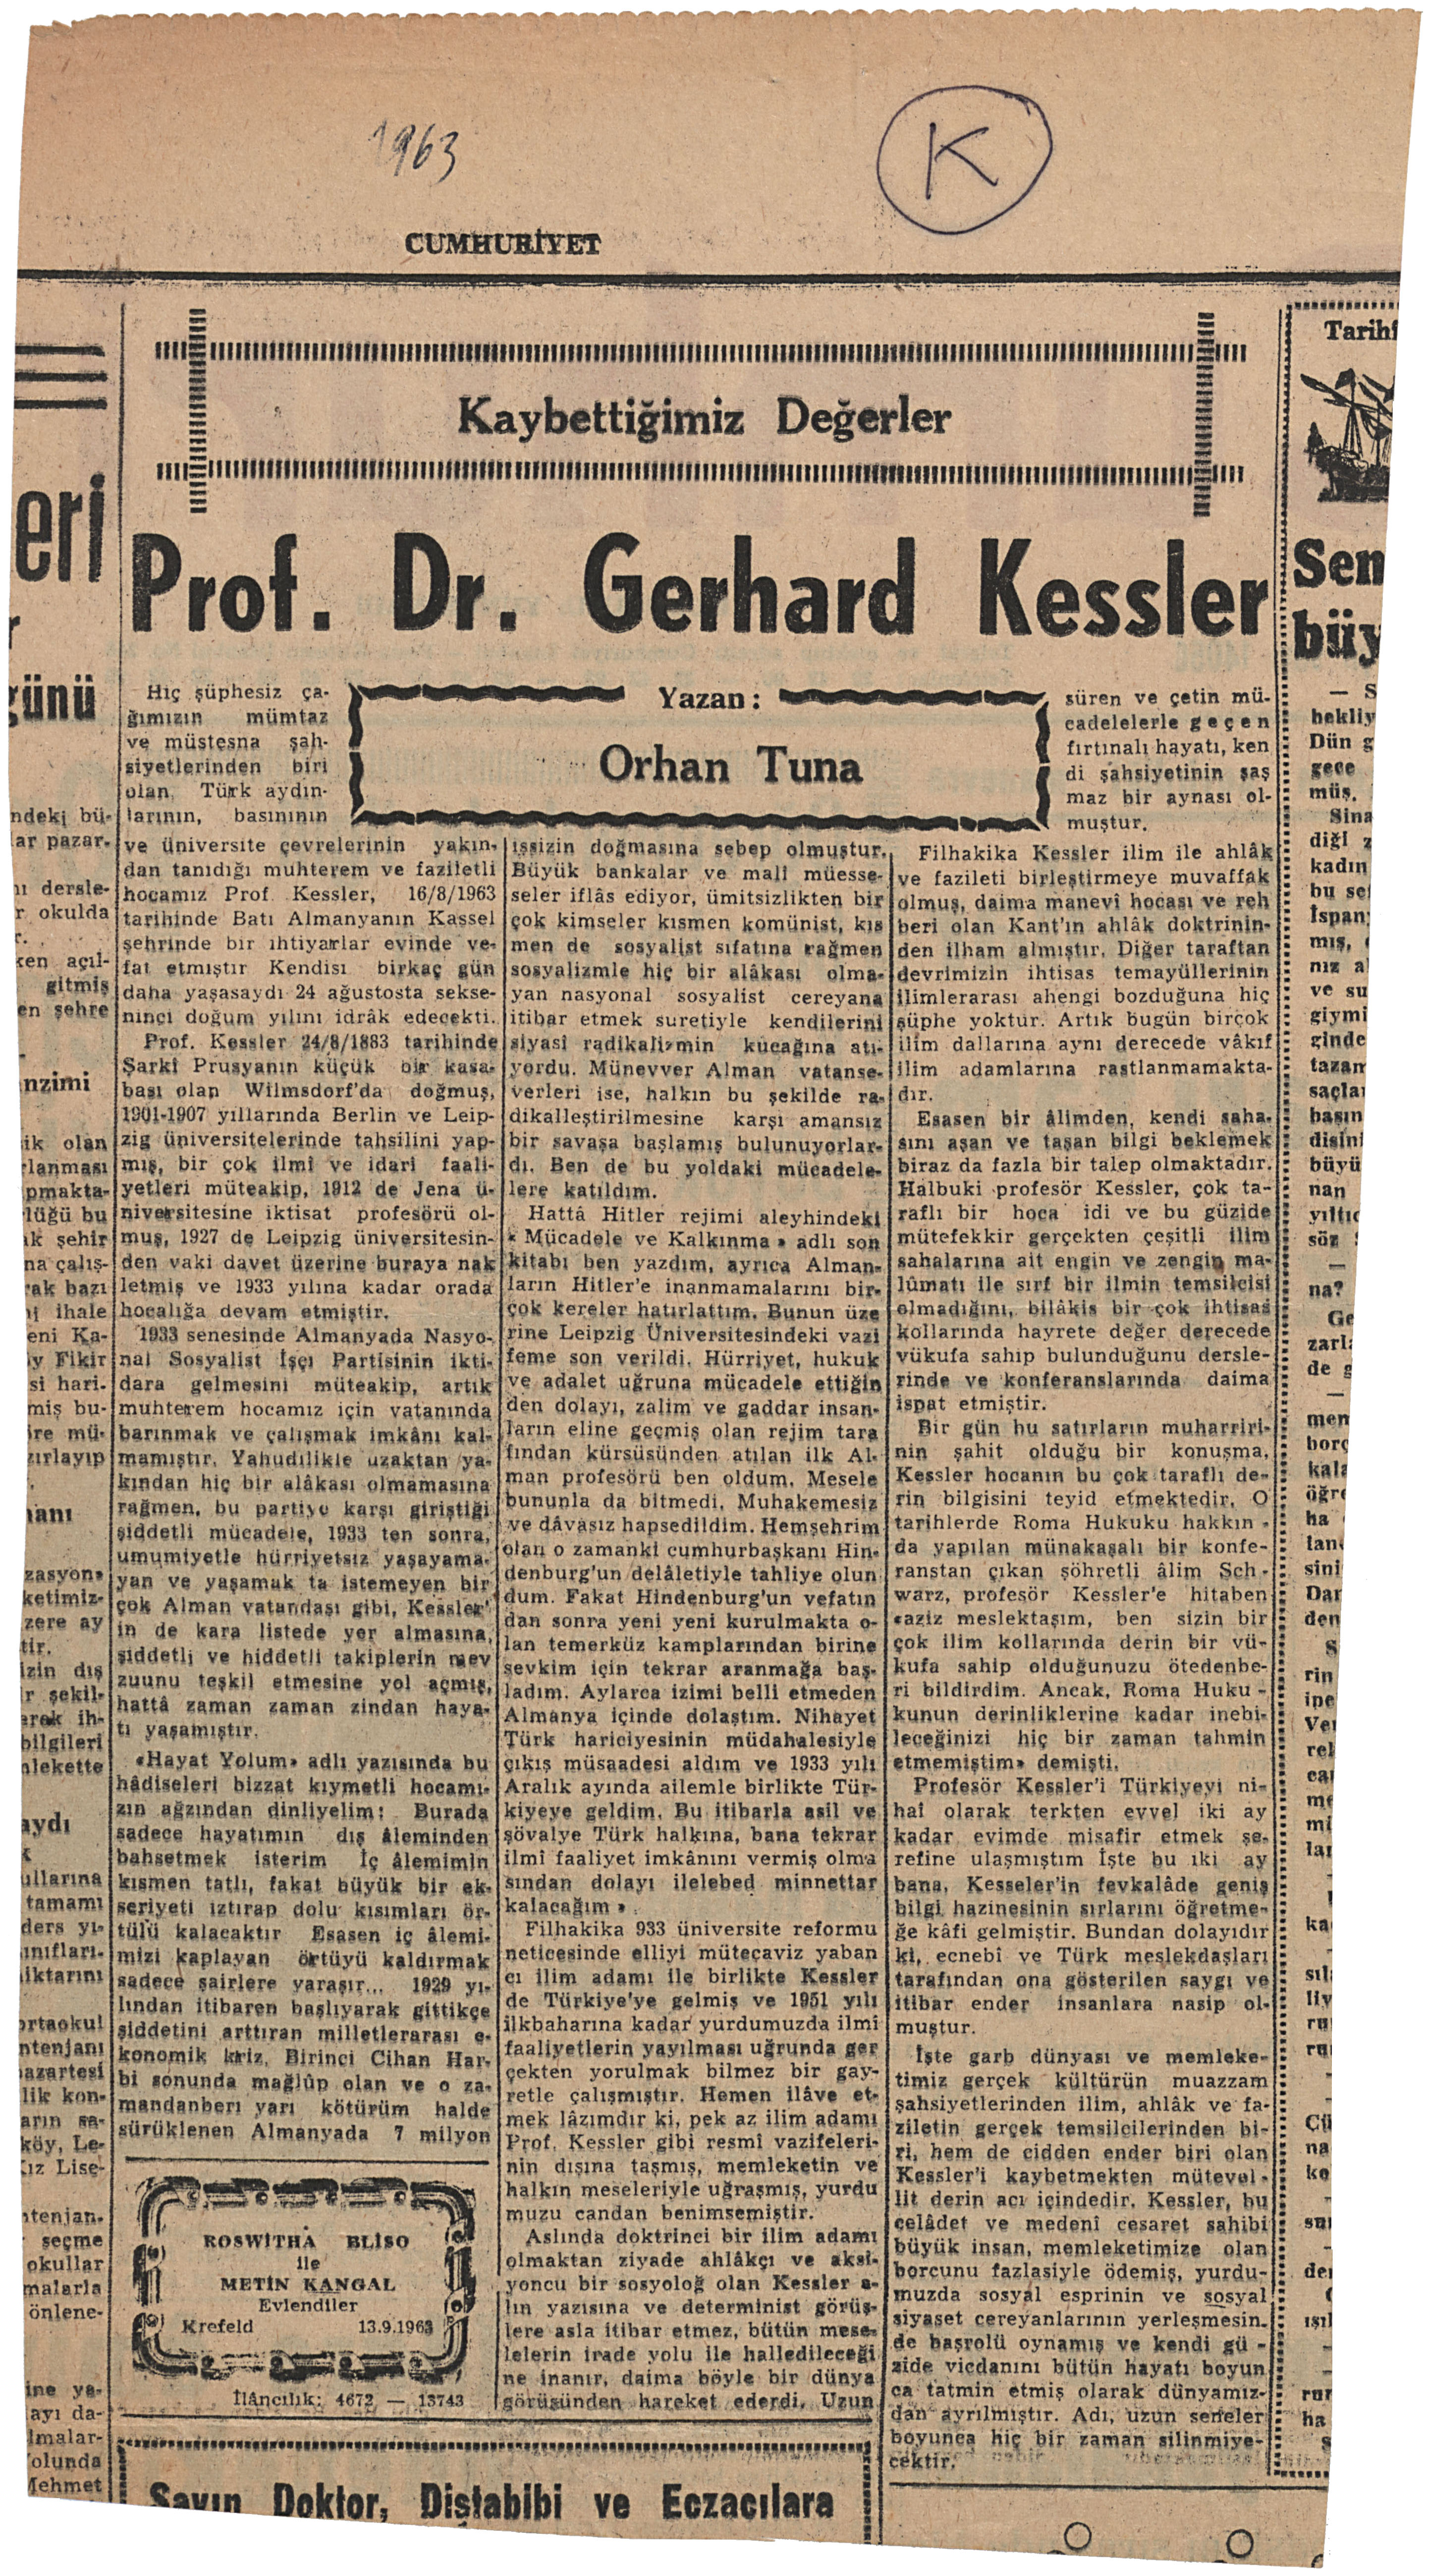 1963
K
CUMHURİYET
Kaybettiğimiz Değerler
Prof. Dr. Gerhard Kessler
Yazan :
Orhan Tuna
Hiç şüphesiz ça-
ğımızın mümtaz
ve müstesna şah-
siyetlerinden biri
olan, Türk aydın-
larının, basınının
ve üniversite çevrelerinin yakın-
dan tanıdığı muhterem ve faziletli
hocamız Prof. Kessler, 16/8/1963
tarihinde Batı Almanyanın Kassel
şehrinde bir ihtiyarlar evinde ve-
fat etmiştir Kendisi birkaç gün
daha yaşasaydı 24 ağustosta sekse-
ninci doğum yılını idrâk edecekti.
Prof. Kessler 24/8/1883 tarihinde
Şarkî Prusyanın küçük bir kasa-
bası olan Wilmsdorf'da doğmuş,
1901-1907 yıllarında Berlin ve Leip-
zig üniversitelerinde tahsilini yap-
mış, bir çok ilmî ve idarî faali-
yetleri müteakip, 1912 de Jena ü-
niversitesine iktisat profesörü ol-
muş, 1927 de Leipzig üniversitesin-
den vaki davet üzerine buraya nak
letmiş ve 1933 yılına kadar orada
hocalığa devam etmiştir.
1933 senesinde Almanyada Nasyo-
nal Sosyalist İşçi Partisinin ikti-
dara gelmesini müteakip, artık
muhterem hocamız için vatanında
barınmak ve çalışmak imkânı kal-
mamıştır. Yahudilikle uzaktan ya-
kından hiç bir alâkası olmamasına
rağmen, bu partiye karşı giriştiği
şiddetli mücadele, 1933 ten sonra,
umumiyetle hürriyetsiz yaşayama-
yan ve yaşamak ta istemeyen bir
çok Alman vatandaşı gibi, Kessler'
in de kara listede yer almasına,
şiddetli ve hiddetli takiplerin mev
zuunu teşkil etmesine yol açmış,
hattâ zaman zaman zindan haya-
tı yaşamıştır.
«Hayat Yolum» adlı yazısında bu
hâdiseleri bizzat kıymetli hocamı-
zın ağzından dinliyelim: Burada
sadece hayatımın dış âleminden
bahsetmek isterim İç âlemimin
kısmen tatlı, fakat büyük bir ek-
seriyeti ıztırap dolu kısımları ör-
tülü kalacaktır Esasen iç âlemi-
mizi kaplayan örtüyü kaldırmak
sadece şairlere yaraşır... 1929 yı-
lından itibaren başlıyarak gittikçe
şiddetini arttıran milletlerarası e-
konomik kriz, Birinci Cihan Har-
bi sonunda mağlûp olan ve o za-
mandanberi yarı kötürüm halde
sürüklenen Almanyada 7 milyon
ROSWİTHA BLİSO
ile
METİN KANGAL
Evlendiler
Krefeld 13.9.1963
İlâncılık: 4672 — 13743
işsizin doğmasına sebep olmuştur.
Büyük bankalar ve malî müesse-
seler iflâs ediyor, ümitsizlikten bir
çok kimseler kısmen komünist, kıs
men de sosyalist sıfatına rağmen
sosyalizmle hiç bir alâkası olma-
yan nasyonal sosyalist cereyana
itibar etmek suretiyle kendilerini
siyasî radikalizmin kucağına atı-
yordu. Münevver Alman vatanse-
verleri ise, halkın bu şekilde ra-
dikalleştirilmesine karşı amansız
bir savaşa başlamış bulunuyorlar-
dı. Ben de bu yoldaki mücadele-
lere katıldım.
Hattâ Hitler rejimi aleyhindeki
« Mücadele ve Kalkınma » adlı son
kitabı ben yazdım, ayrıca Alman-
ların Hitler'e inanmamalarını bir-
çok kereler hatırlattım. Bunun üze
rine Leipzig Üniversitesindeki vazi
feme son verildi. Hürriyet, hukuk
ve adalet uğruna mücadele ettiğin
den dolayı, zalim ve gaddar insan-
ların eline geçmiş olan rejim tara
fından kürsüsünden atılan ilk Al-
man profesörü ben oldum. Mesele
bununla da bitmedi, Muhakemesiz
ve dâvasız hapsedildim. Hemşehrim
olan o zamanki cumhurbaşkanı Hin-
denburg'un delâletiyle tahliye olun
dum. Fakat Hindenburg'un vefatın
dan sonra yeni yeni kurulmakta o-
lan temerküz kamplarından birine
sevkim için tekrar aranmağa baş-
ladım. Aylarca izimi belli etmeden
Almanya içinde dolaştım. Nihayet
Türk hariciyesinin müdahalesiyle
çıkış müsaadesi aldım ve 1933 yılı
Aralık ayında ailemle birlikte Tür-
kiyeye geldim. Bu itibarla asil ve
şövalye Türk halkına, bana tekrar
ilmî faaliyet imkânını vermiş olma
sından dolayı ilelebed minnettar
kalacağım ».
Filhakika 933 üniversite reformu
neticesinde elliyi mütecaviz yaban
cı ilim adamı ile birlikte Kessler
de Türkiye'ye gelmiş ve 1951 yılı
ilkbaharına kadar yurdumuzda ilmî
faaliyetlerin yayılması uğrunda ger
çekten yorulmak bilmez bir gay-
retle çalışmıştır. Hemen ilâve et-
mek lâzımdır ki, pek az ilim adamı
Prof. Kessler gibi resmî vazifeleri-
nin dışına taşmış, memleketin ve
halkın meseleriyle uğraşmış, yurdu
muzu candan benimsemiştir.
Aslında doktrinci bir ilim adamı
olmaktan ziyade ahlâkçı ve aksi-
yoncu bir sosyoloğ olan Kessler a-
lın yazısına ve determinist görüş-
lere asla itibar etmez, bütün mese-
lelerin irade yolu ile halledileceği
ne inanır, daima böyle bir dünya
görüşünden hareket ederdi. Uzun
süren ve çetin mü-
cadelelerle geçen
fırtınalı hayatı, ken
di şahsiyetinin şaş
maz bir aynası ol-
muştur.
Filhakika Kessler ilim ile ahlâk
ve fazileti birleştirmeye muvaffak
olmuş, daima manevî hocası ve reh
beri olan Kant'ın ahlâk doktrinin-
den ilham almıştır. Diğer taraftan
devrimizin ihtisas temayüllerinin
ilimlerarası ahengi bozduğuna hiç
şüphe yoktur. Artık bugün birçok
ilim dallarına aynı derecede vâkıf
ilim adamlarına rastlanmamakta-
dır.
Esasen bir âlimden, kendi saha-
sını aşan ve taşan bilgi beklemek
biraz da fazla bir talep olmaktadır.
Halbuki profesör Kessler, çok ta-
raflı bir hoca idi ve bu güzide
mütefekkir gerçekten çeşitli ilim
sahalarına ait engin ve zengin ma-
lûmatı ile sırf bir ilmin temsilcisi
olmadığını, bilâkis bir çok ihtisas
kollarında hayrete değer derecede
vükufa sahip bulunduğunu dersle-
rinde ve konferanslarında daima
ispat etmiştir.
Bir gün bu satırların muharriri-
nin şahit olduğu bir konuşma,
Kessler hocanın bu çok taraflı de-
rin bilgisini teyid etmektedir. O
tarihlerde Roma Hukuku hakkın -
da yapılan münakaşalı bir konfe-
ranstan çıkan şöhretli âlim Sch -
warz, profesör Kessler'e hitaben
«aziz meslektaşım, ben sizin bir
çok ilim kollarında derin bir vü-
kufa sahip olduğunuzu ötedenbe-
ri bildirdim. Ancak, Roma Huku -
kunun derinliklerine kadar inebi-
leceğinizi hiç bir zaman tahmin
etmemiştim» demişti.
Profesör Kessler'i Türkiyeyi ni-
haî olarak terkten evvel iki ay
kadar evimde misafir etmek şe-
refine ulaşmıştım İşte bu iki ay
bana, Kesseler'in fevkalâde geniş
bilgi hazinesinin sırlarını öğretme-
ğe kâfi gelmiştir. Bundan dolayıdır
ki, ecnebî ve Türk meslekdaşları
tarafından ona gösterilen saygı ve
itibar ender insanlara nasip ol-
muştur.
İşte garb dünyası ve memleke-
timiz gerçek kültürün muazzam
şahsiyetlerinden ilim, ahlâk ve fa-
ziletin gerçek temsilcilerinden bi-
ri, hem de cidden ender biri olan
Kessler'i kaybetmekten mütevel -
lit derin acı içindedir. Kessler, bu
celâdet ve medenî cesaret sahibi
büyük insan, memleketimize olan
borcunu fazlasiyle ödemiş, yurdu-
muzda sosyal esprinin ve sosyal
siyaset cereyanlarının yerleşmesin-
de başrolü oynamış ve kendi gü -
zide vicdanını bütün hayatı boyun
ca tatmin etmiş olarak dünyamız-
dan ayrılmıştır. Adı, uzun seneler
boyunca hiç bir zaman silinmiye-
cektir.
Sayın Doktor, Diştabibi ve Eczacılara